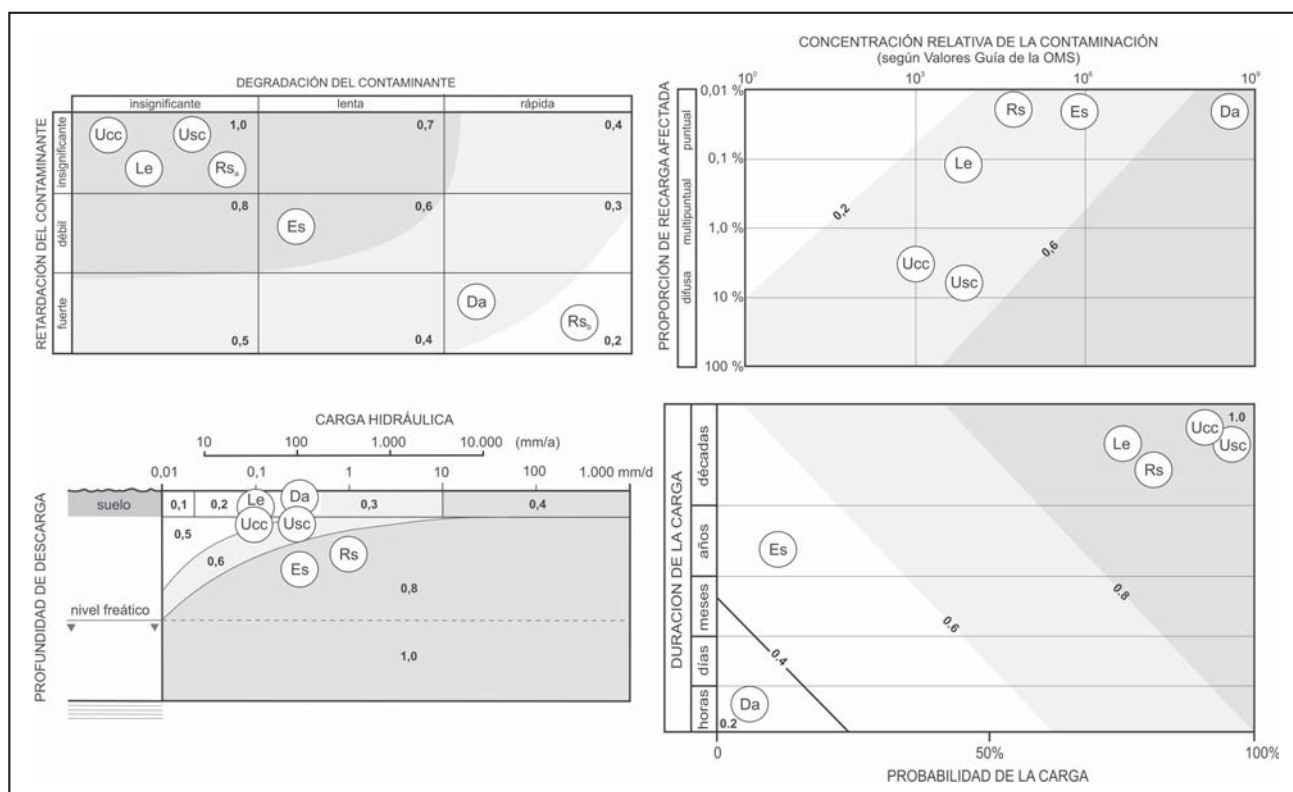 DEGRADACIÓN DEL CONTAMINANTE
insignificante lenta rápida
RETARDACIÓN DEL CONTAMINANTE
insignificante
débil
fuerte
Ucc Usc 1,0 0,7 0,4
Le Rsa
0,8 0,6 0,3
Es
Da
Rsb
0,5 0,4 0,2
CONCENTRACIÓN RELATIVA DE LA CONTAMINACIÓN
(según Valores Guía de la OMS)
10⁰ 10³ 10⁶ 10⁹
PROPORCIÓN DE RECARGA AFECTADA
puntual
multipuntual
difusa
0,01 %
0,1 %
1,0 %
10 %
100 %
Rs Es Da
Le
0,2
0,6
Ucc
Usc
CARGA HIDRÁULICA
10 100 1.000 10.000 (mm/a)
0,01 0,1 1 10 100 1.000 mm/d
PROFUNDIDAD DE DESCARGA
suelo 0,1 0,2 Le Da 0,3 0,4
0,5 Ucc Usc
0,6 Es Rs
0,8
nivel freático
1,0
DURACION DE LA CARGA
décadas
años
meses
días
horas
Ucc 1.0
Le Usc
Rs
Es
0.8
0.6
0.4
Da
0.2
0 50% 100%
PROBABILIDAD DE LA CARGA